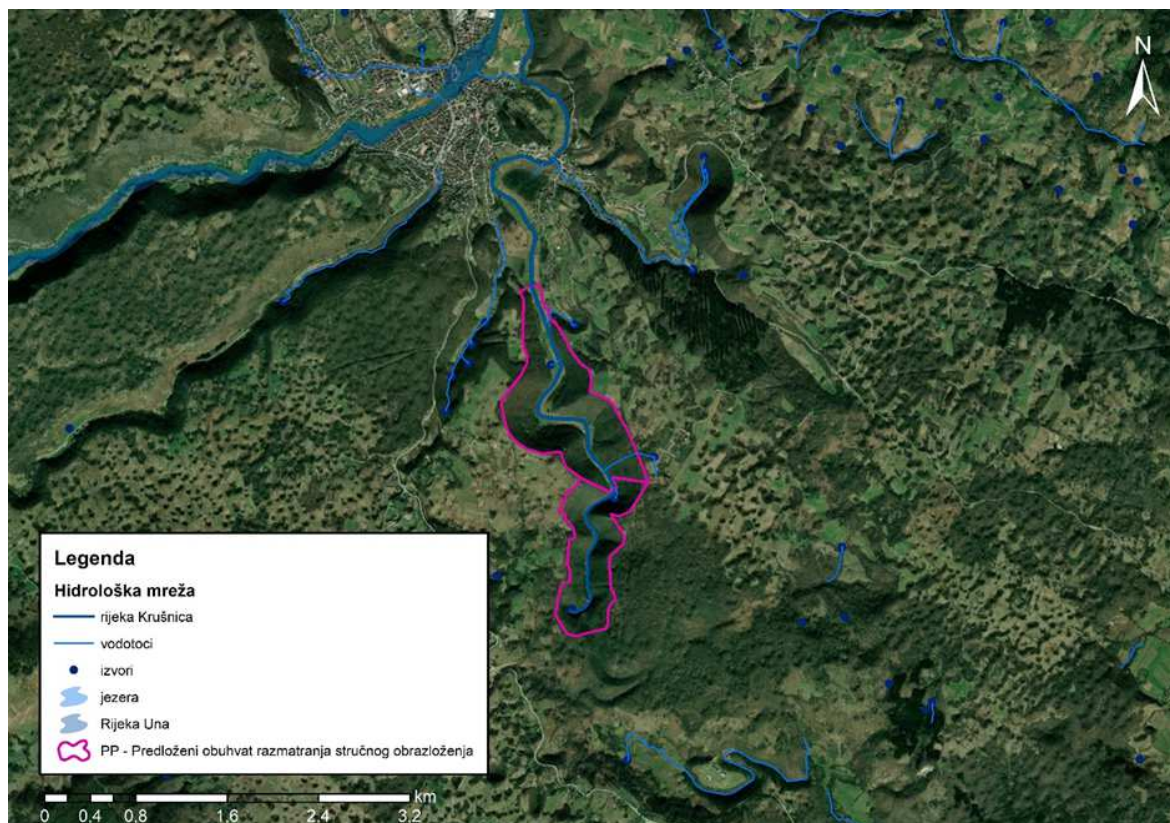 N
Legenda
Hidrološka mreža
rijeka Krušnica
vodotoci
izvori
jezera
Rijeka Una
PP - Predloženi obuhvat razmatranja stručnog obrazloženja
km
0 0,4 0,8 1,6 2,4 3,2